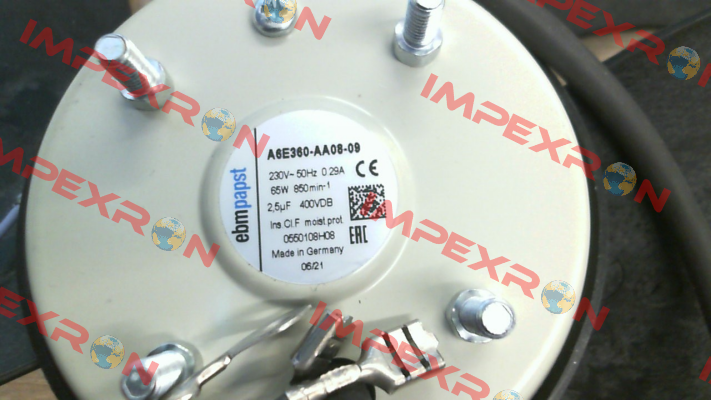 IMPEXRON
IMPEXRON
IMPEXRON
IMPEXRON
IMPEXRON
IMPEXRON
ebmpapst
A6E360-AA08-09
230V~ 50Hz 0.29A
65W 850min-1
2,5µF 400VDB
Ins.Cl.F moist.prot.
0550108H08
Made in Germany
06/21
CE
EAC